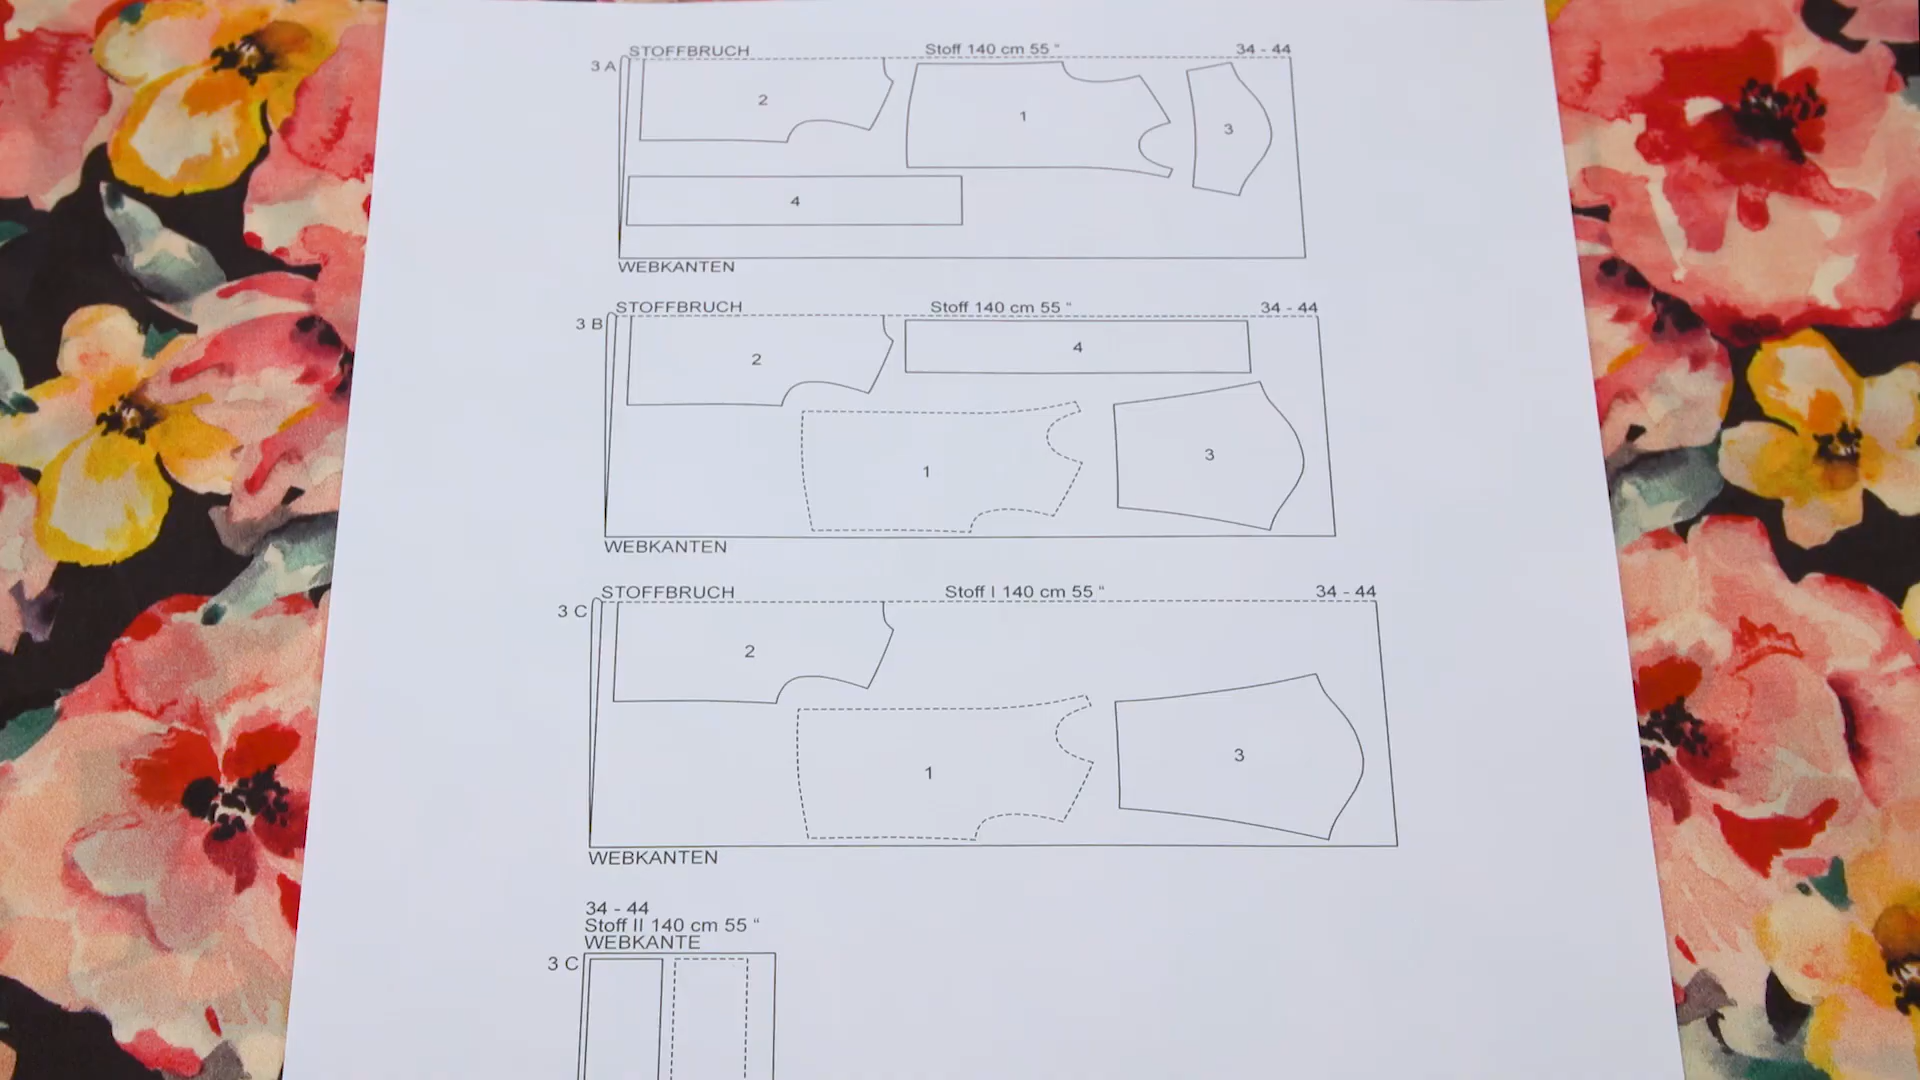 STOFFBRUCH Stoff 140 cm 55 “ 34 - 44
3 A
2
1
3
4
WEBKANTEN
STOFFBRUCH Stoff 140 cm 55 “ 34 - 44
3 B
4
2
3
1
WEBKANTEN
STOFFBRUCH Stoff I 140 cm 55 “ 34 - 44
3 C
2
3
1
WEBKANTEN
34 - 44
Stoff II 140 cm 55 “
WEBKANTE
3 C